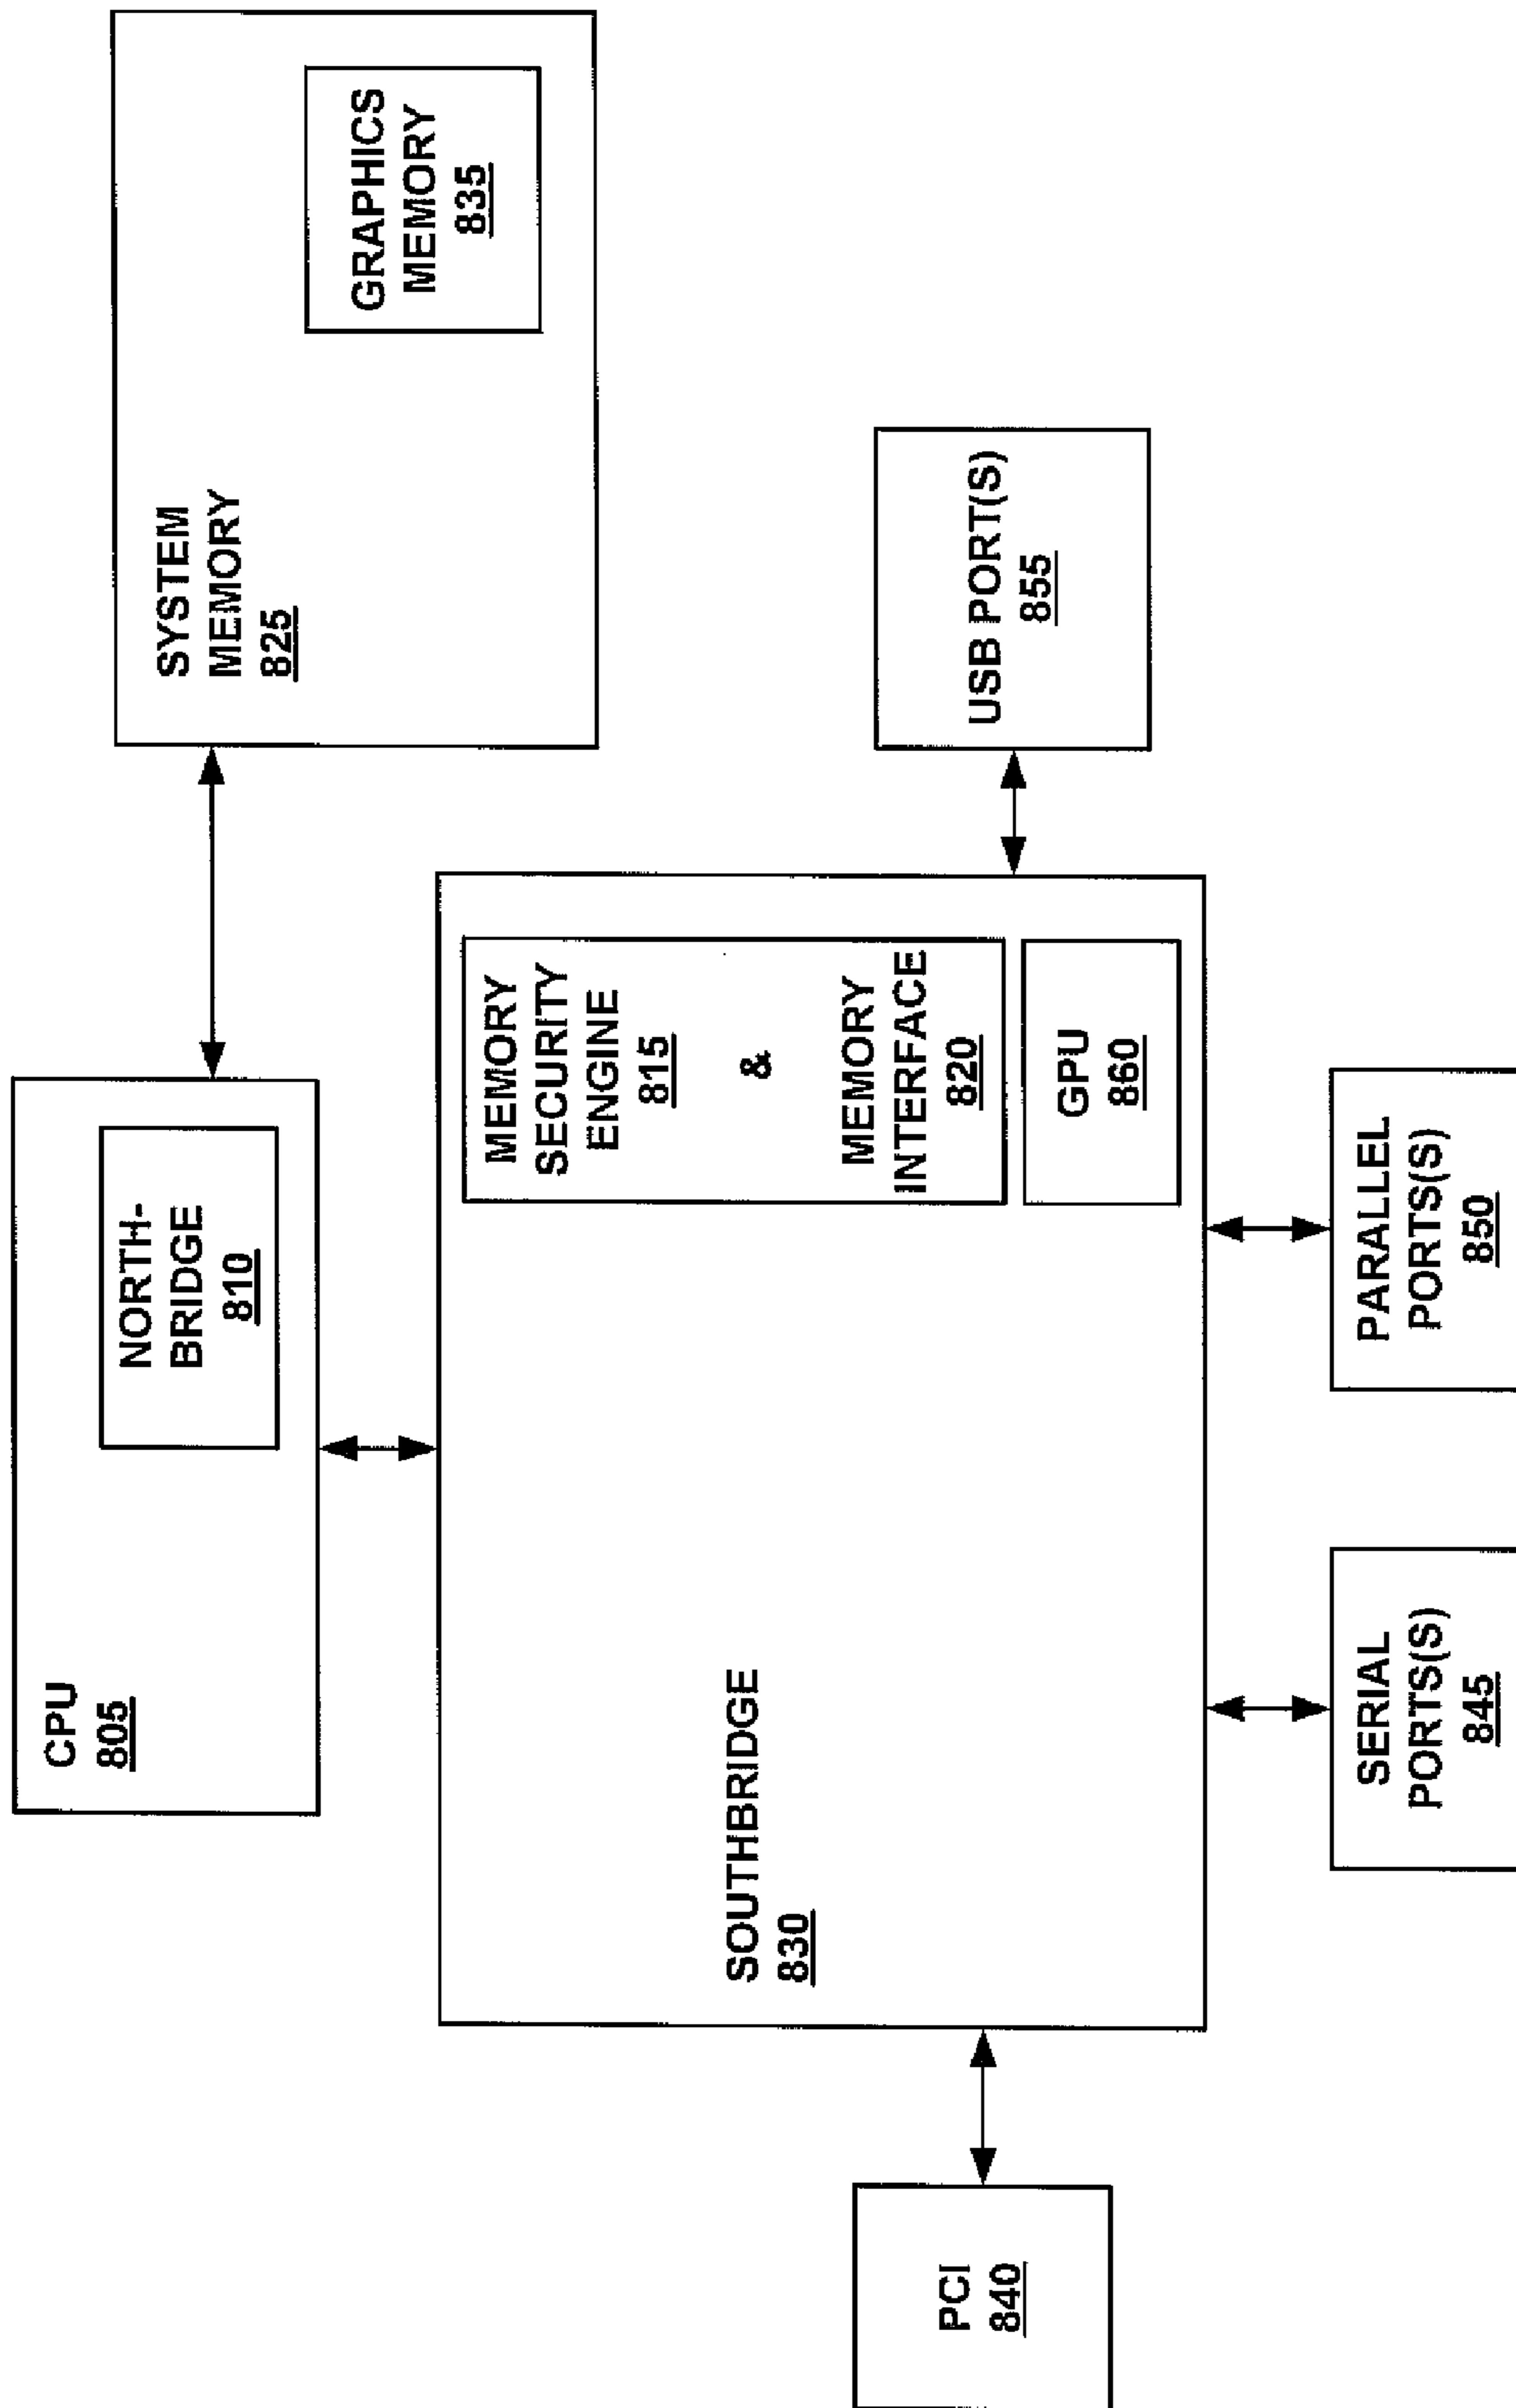 CPU
805
NORTH-
BRIDGE
810
SYSTEM
MEMORY
825
GRAPHICS
MEMORY
835
SOUTHBRIDGE
830
MEMORY
SECURITY
ENGINE
815
&
MEMORY
INTERFACE
820
GPU
860
PCI
840
USB PORT(S)
855
SERIAL
PORTS(S)
845
PARALLEL
PORTS(S)
850